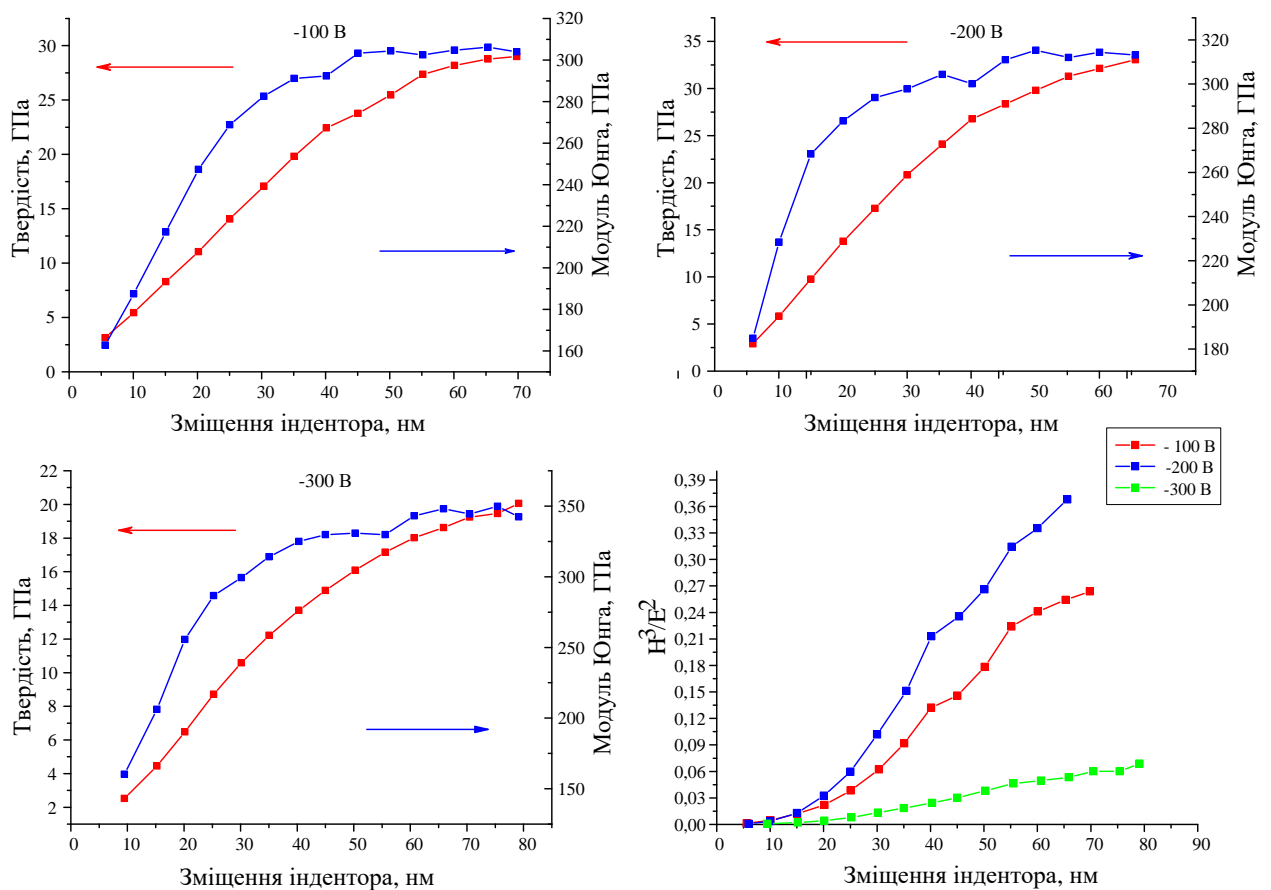 -100 В
Твердість, ГПа
30
25
20
15
10
5
0
320
300
280
260
240
220
200
180
160
Модуль Юнга, ГПа
0 10 20 30 40 50 60 70
Зміщення індентора, нм
-200 В
Твердість, ГПа
35
30
25
20
15
10
5
0
320
300
280
260
240
220
200
180
Модуль Юнга, ГПа
0 10 20 30 40 50 60 70
Зміщення індентора, нм
-300 В
Твердість, ГПа
22
20
18
16
14
12
10
8
6
4
2
350
300
250
200
150
Модуль Юнга, ГПа
0 10 20 30 40 50 60 70 80
Зміщення індентора, нм
- 100 В
-200 В
-300 В
H³/E²
0,39
0,36
0,33
0,30
0,27
0,24
0,21
0,18
0,15
0,12
0,09
0,06
0,03
0,00
0 10 20 30 40 50 60 70 80 90
Зміщення індентора, нм